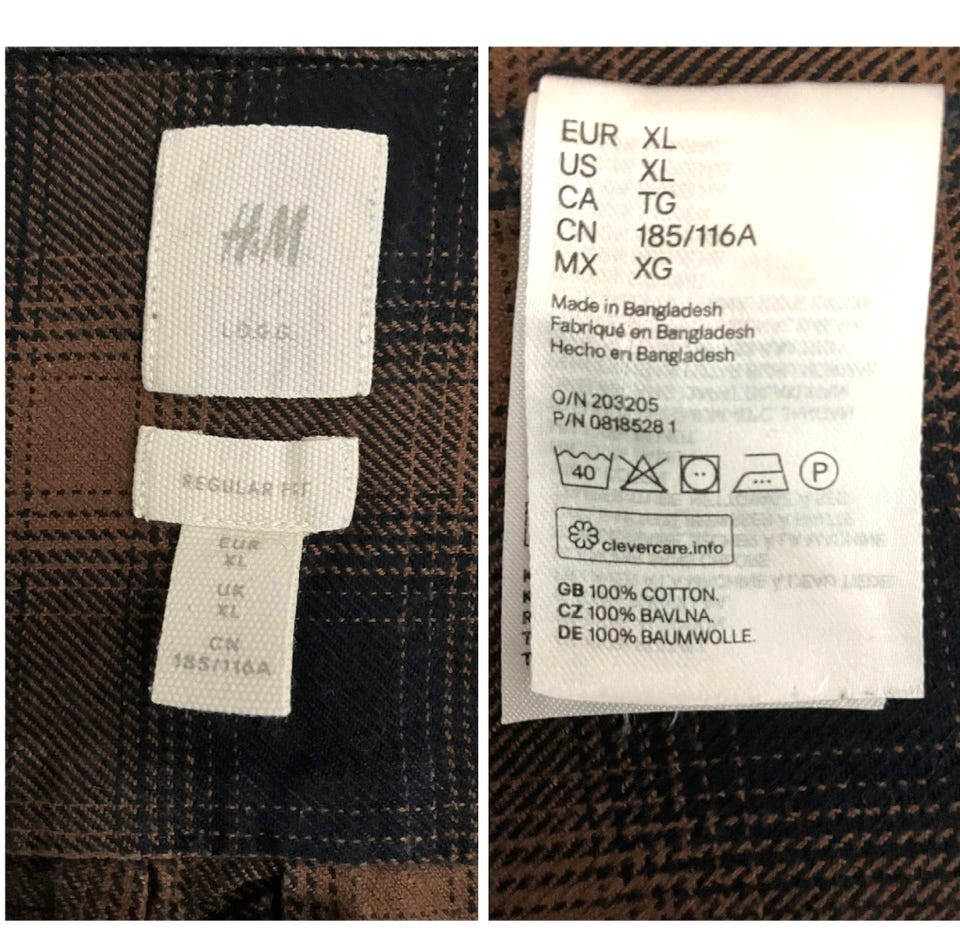 H&M
L.O.G.G.
REGULAR FIT
EUR
XL
UK
XL
CN
185/116A
EUR XL
US XL
CA TG
CN 185/116A
MX XG
Made in Bangladesh
Fabriqué en Bangladesh
Hecho en Bangladesh
O/N 203205
P/N 0818528 1
40
P
clevercare.info
GB 100% COTTON.
CZ 100% BAVLNA.
DE 100% BAUMWOLLE.